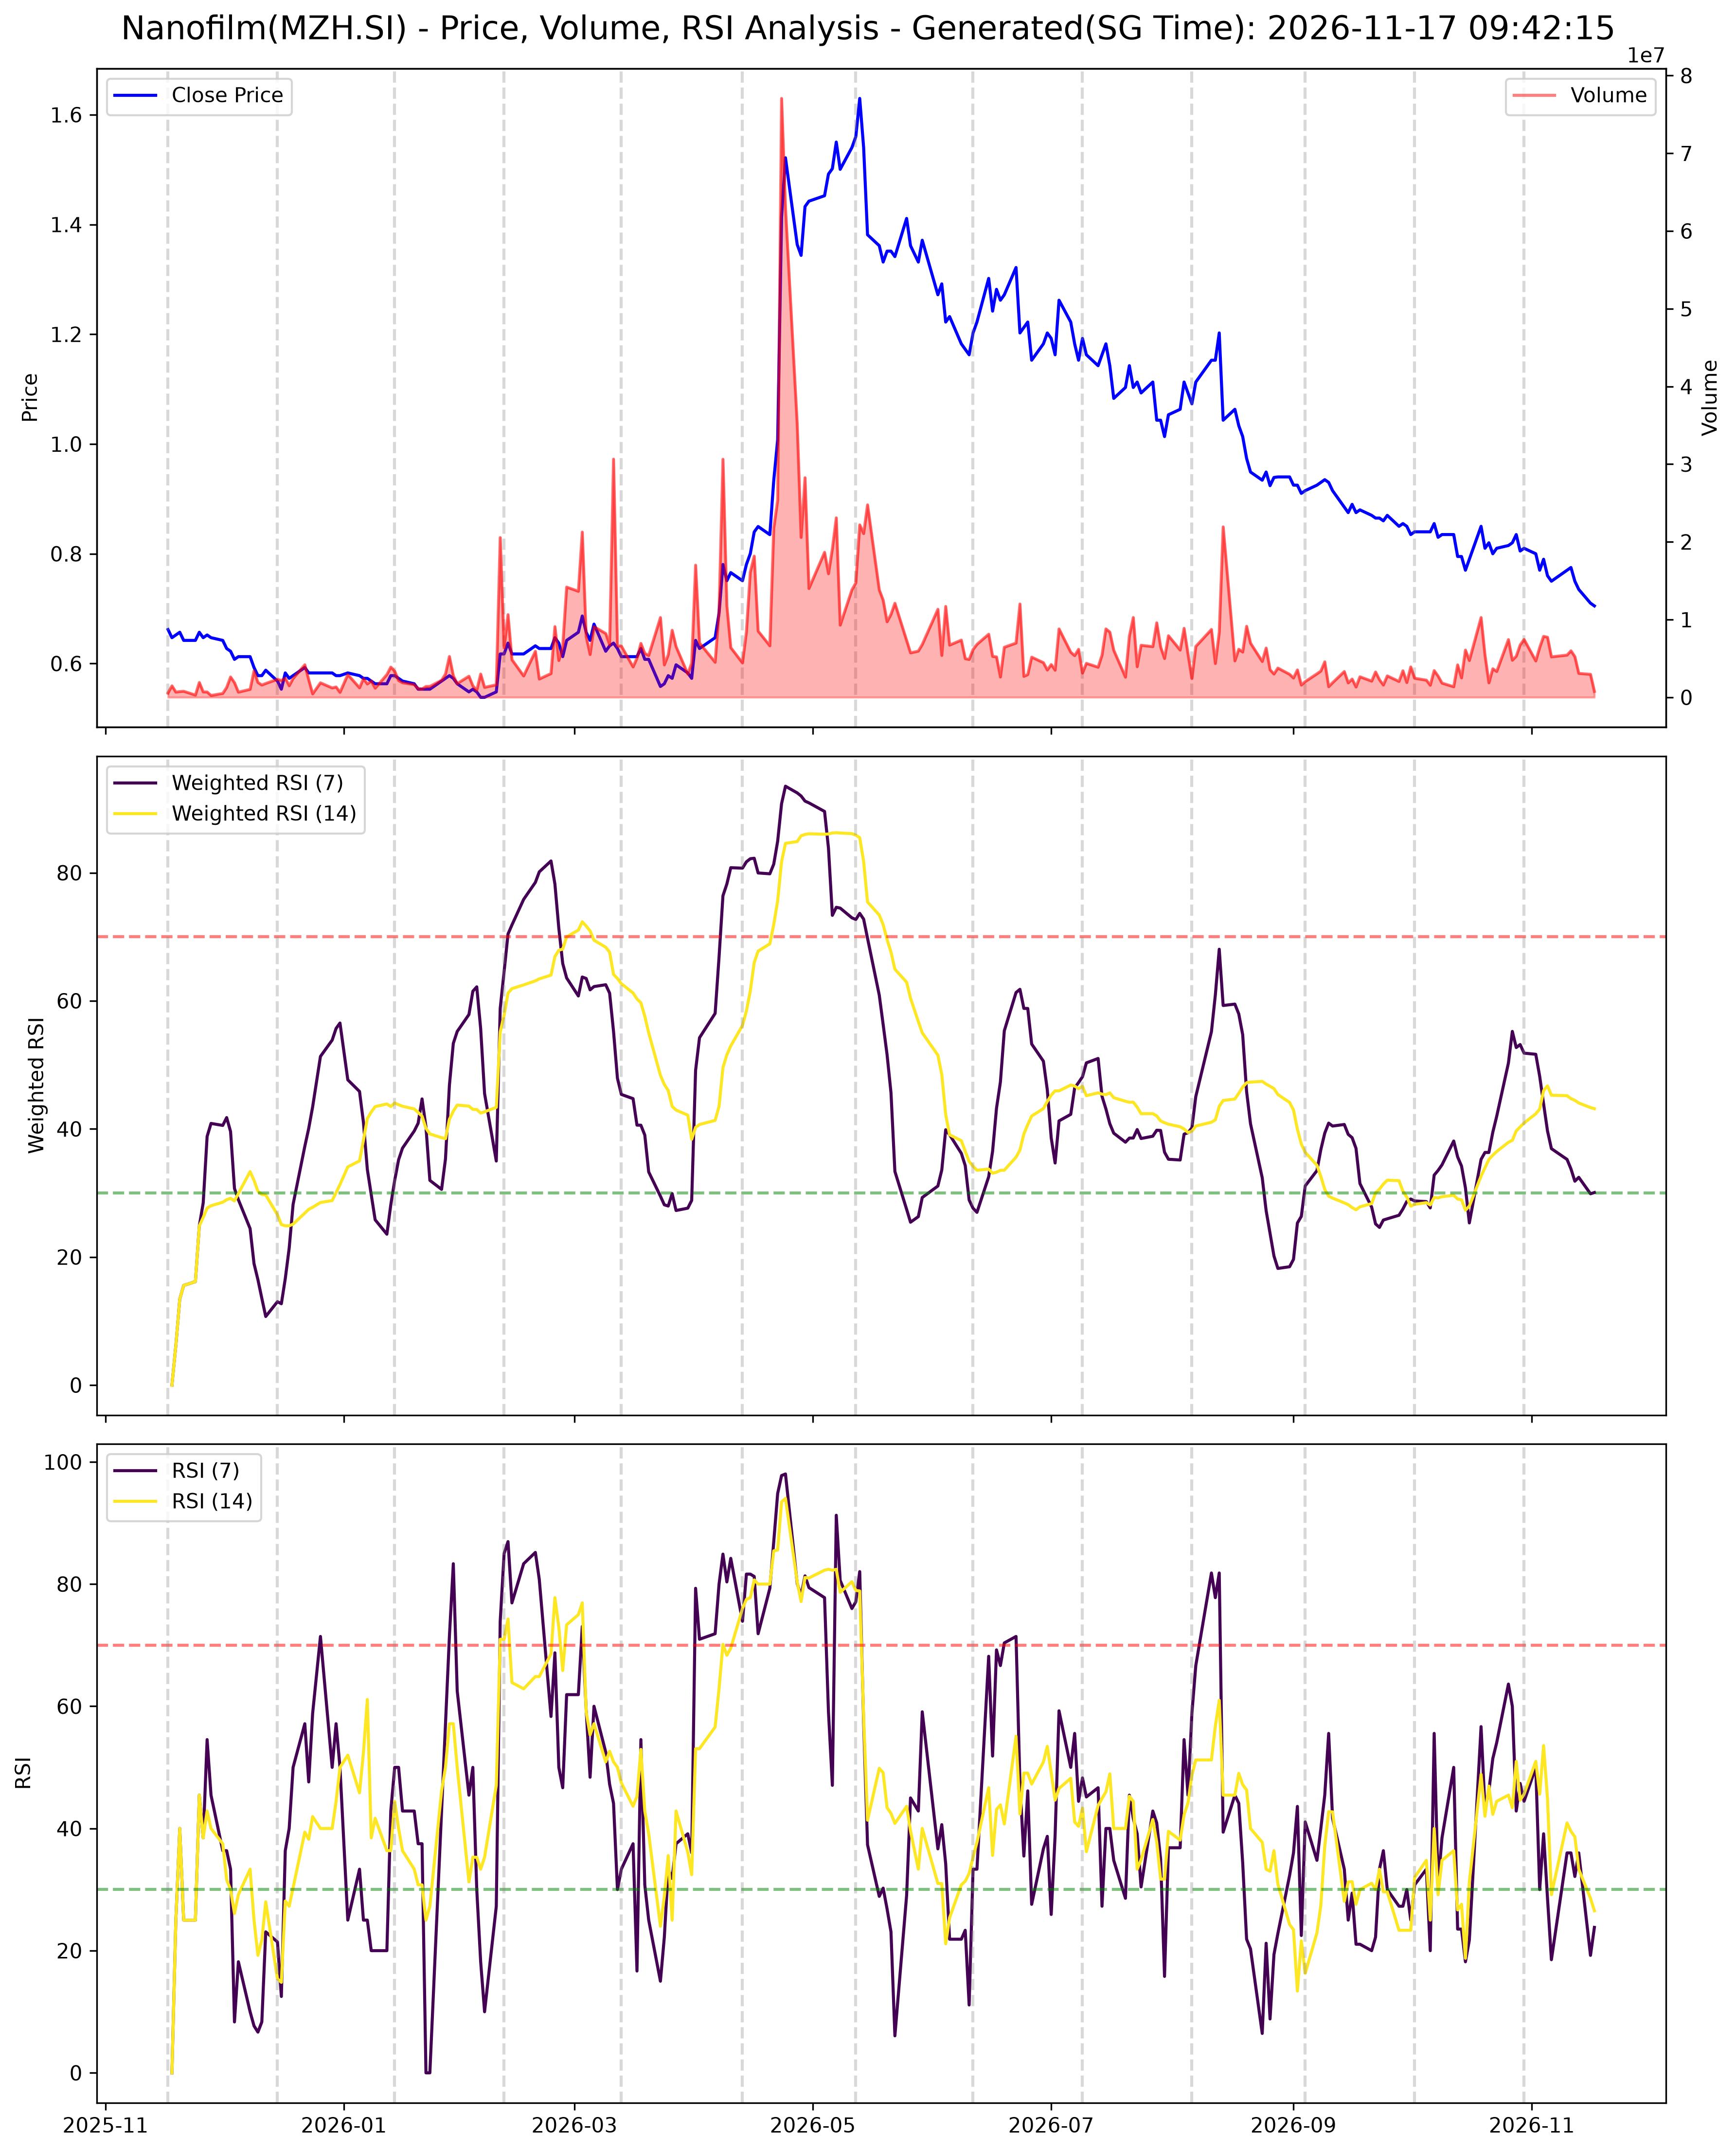 Nanofilm(MZH.SI) - Price, Volume, RSI Analysis - Generated(SG Time): 2026-11-17 09:42:15
1e7
Close Price
Volume
1.6
1.4
1.2
1.0
0.8
0.6
Price
8
7
6
5
4
3
2
1
0
Volume
Weighted RSI (7)
Weighted RSI (14)
80
60
40
20
0
Weighted RSI
RSI (7)
RSI (14)
100
80
60
40
20
0
RSI
2025-11 2026-01 2026-03 2026-05 2026-07 2026-09 2026-11